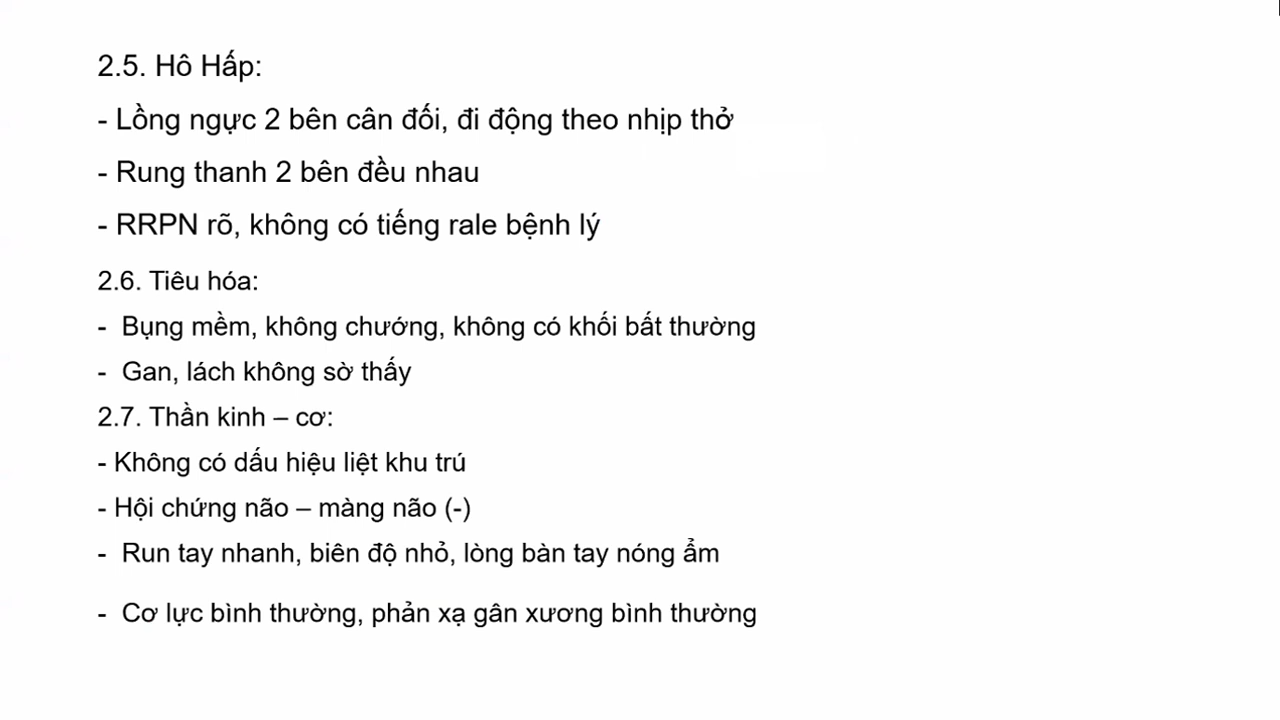 2.5. Hô Hấp:
- Lồng ngực 2 bên cân đối, đi động theo nhịp thở
- Rung thanh 2 bên đều nhau
- RRPN rõ, không có tiếng rale bệnh lý
2.6. Tiêu hóa:
- Bụng mềm, không chướng, không có khối bất thường
- Gan, lách không sờ thấy
2.7. Thần kinh – cơ:
- Không có dấu hiệu liệt khu trú
- Hội chứng não – màng não (-)
- Run tay nhanh, biên độ nhỏ, lòng bàn tay nóng ẩm
- Cơ lực bình thường, phản xạ gân xương bình thường